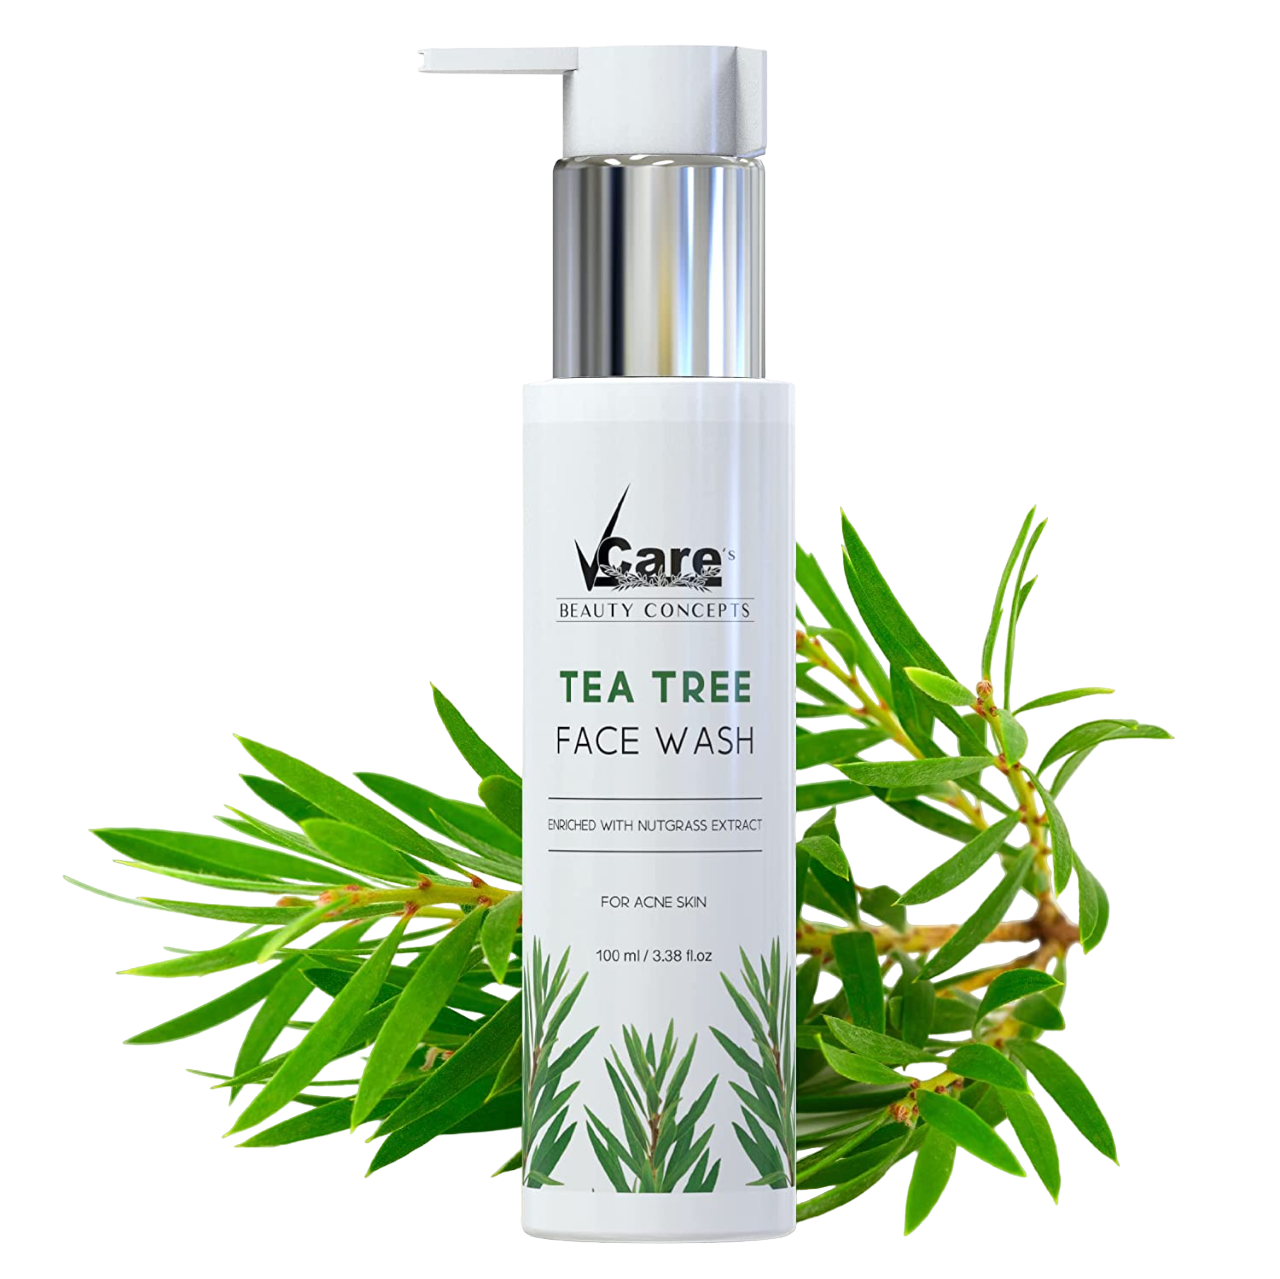 VCare's
BEAUTY CONCEPTS
TEA TREE
FACE WASH
ENRICHED WITH NUTGRASS EXTRACT
FOR ACNE SKIN
100 ml / 3.38 fl.oz